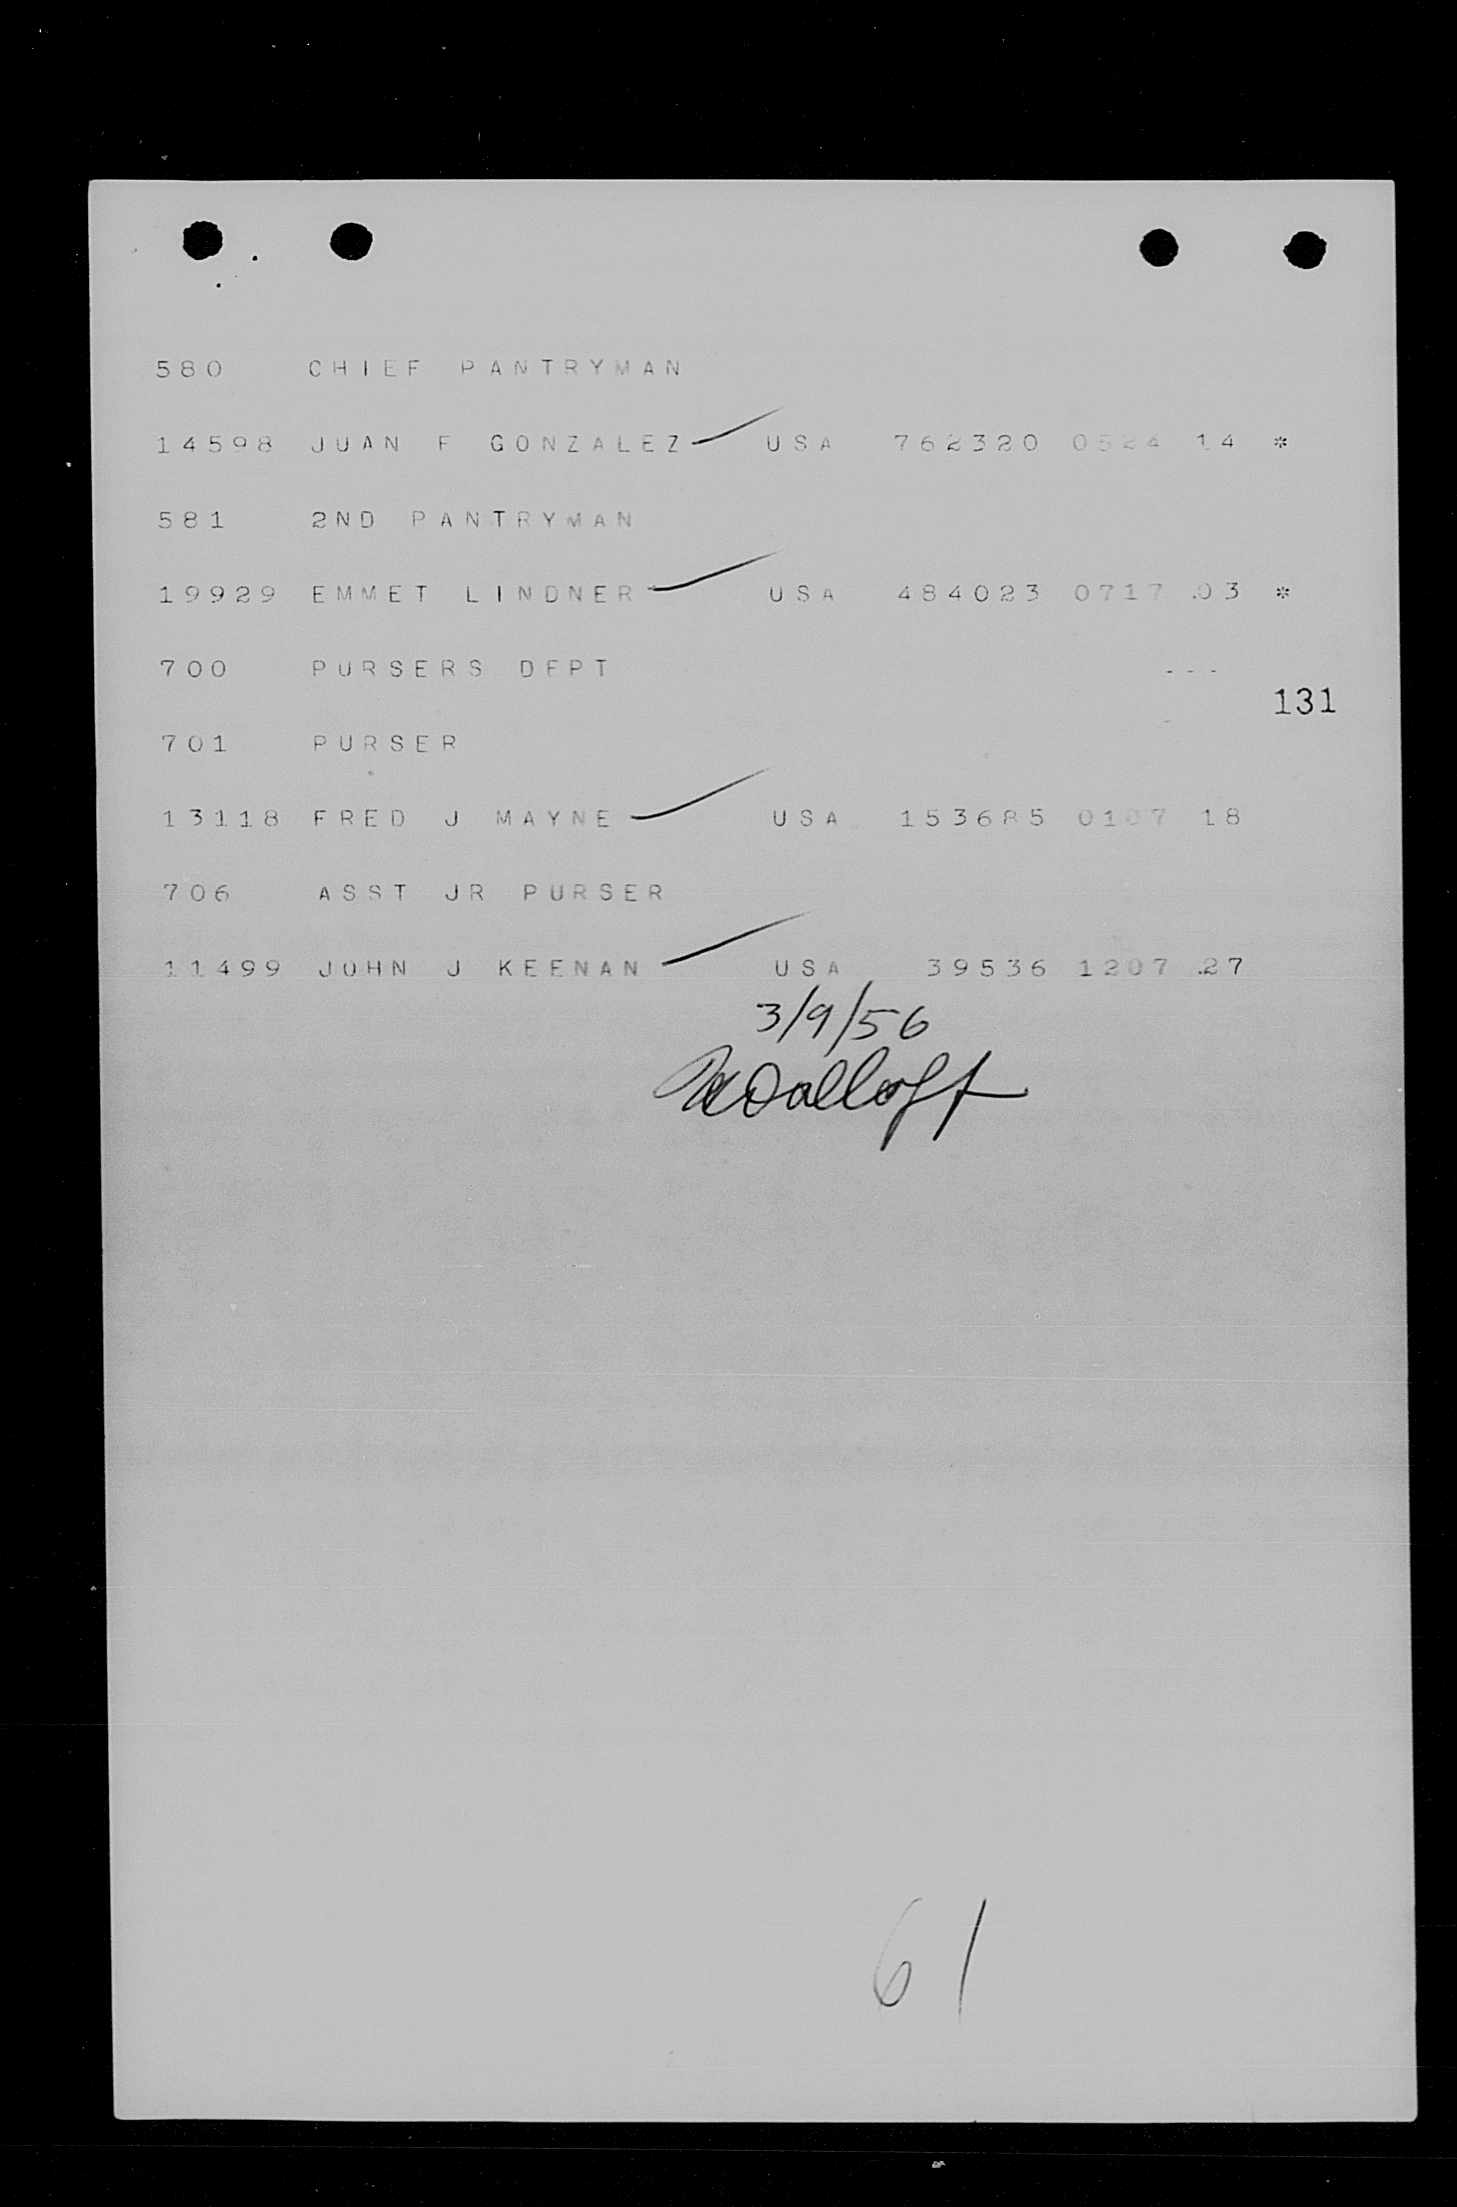 580 CHIEF PANTRYMAN
14598 JUAN F GONZALEZ USA 762320 0524 14 *
581 2ND PANTRYMAN
19929 EMMET LINDNER USA 484023 0717 03 *
700 PURSERS DEPT ---
131
701 PURSER
13118 FRED J MAYNE USA 153685 0107 18
706 ASST JR PURSER
11499 JOHN J KEENAN USA 39536 1207 27
3/9/56
61